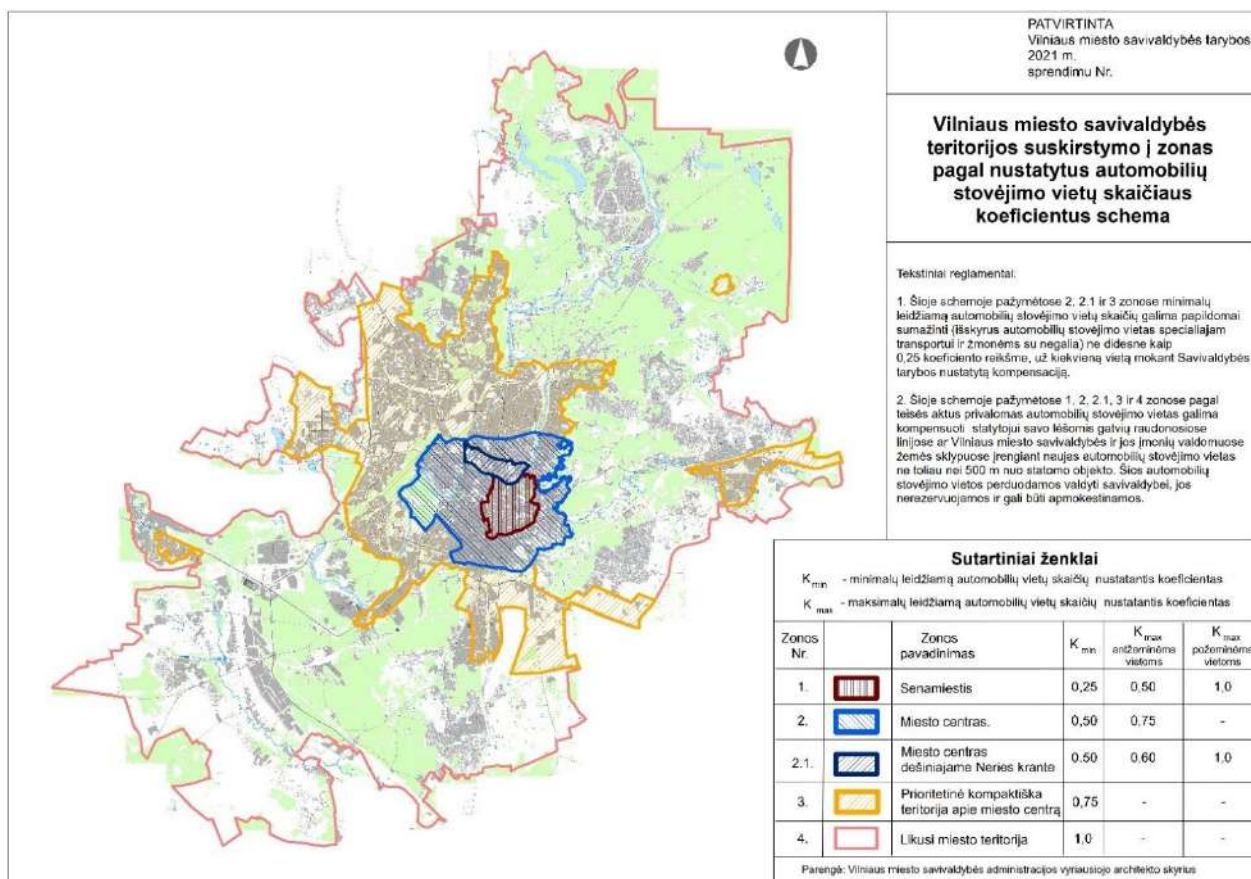 PATVIRTINTA
Vilniaus miesto savivaldybės tarybos
2021 m.
sprendimu Nr.
Vilniaus miesto savivaldybės
teritorijos suskirstymo į zonas
pagal nustatytus automobilių
stovėjimo vietų skaičiaus
koeficientus schema
Tekstiniai reglamentai.
1. Šioje schemoje pažymėtose 2, 2.1 ir 3 zonose minimalų
leidžiamą automobilių stovėjimo vietų skaičių galima papildomai
sumažinti (išskyrus automobilių stovėjimo vietas specialiajam
transportui ir žmonėms su negalia) ne didesne kaip
0,25 koeficiento reikšme, už kiekvieną vietą mokant Savivaldybės
tarybos nustatytą kompensaciją.
2. Šioje schemoje pažymėtose 1, 2, 2.1, 3 ir 4 zonose pagal
teisės aktus privalomas automobilių stovėjimo vietas galima
kompensuoti statytojui savo lėšomis gatvių raudonosiose
linijose ar Vilniaus miesto savivaldybės ir jos įmonių valdomuose
žemės sklypuose įrengiant naujas automobilių stovėjimo vietas
ne toliau nei 500 m nuo statomo objekto. Šios automobilių
stovėjimo vietos perduodamos valdyti savivaldybei, jos
nerezervuojamos ir gali būti apmokestinamos.
Sutartiniai ženklai
K min - minimalų leidžiamą automobilių vietų skaičių nustatantis koeficientas
K max - maksimalų leidžiamą automobilių vietų skaičių nustatantis koeficientas
Zonos Nr. Zonos pavadinimas K min K max antžeminėms vietoms K max požeminėms vietoms
1. Senamiestis 0,25 0,50 1,0
2. Miesto centras. 0,50 0,75 -
2.1. Miesto centras dešiniajame Neries krante 0.50 0,60 1,0
3. Prioritetinė kompaktiška teritorija apie miesto centrą 0,75 - -
4. Likusi miesto teritorija 1,0 - -
Parengė: Vilniaus miesto savivaldybės administracijos vyriausiojo architekto skyrius